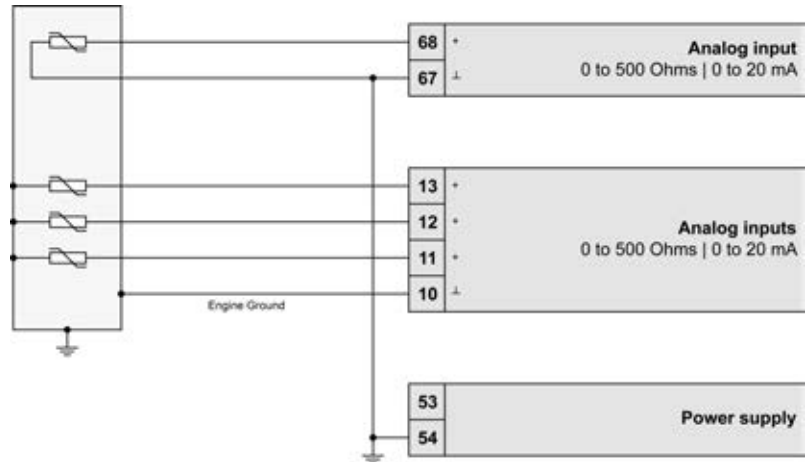 68 +
67 ⊥
Analog input
0 to 500 Ohms | 0 to 20 mA
13 +
12 +
11 +
10 ⊥
Analog inputs
0 to 500 Ohms | 0 to 20 mA
Engine Ground
53
54
Power supply